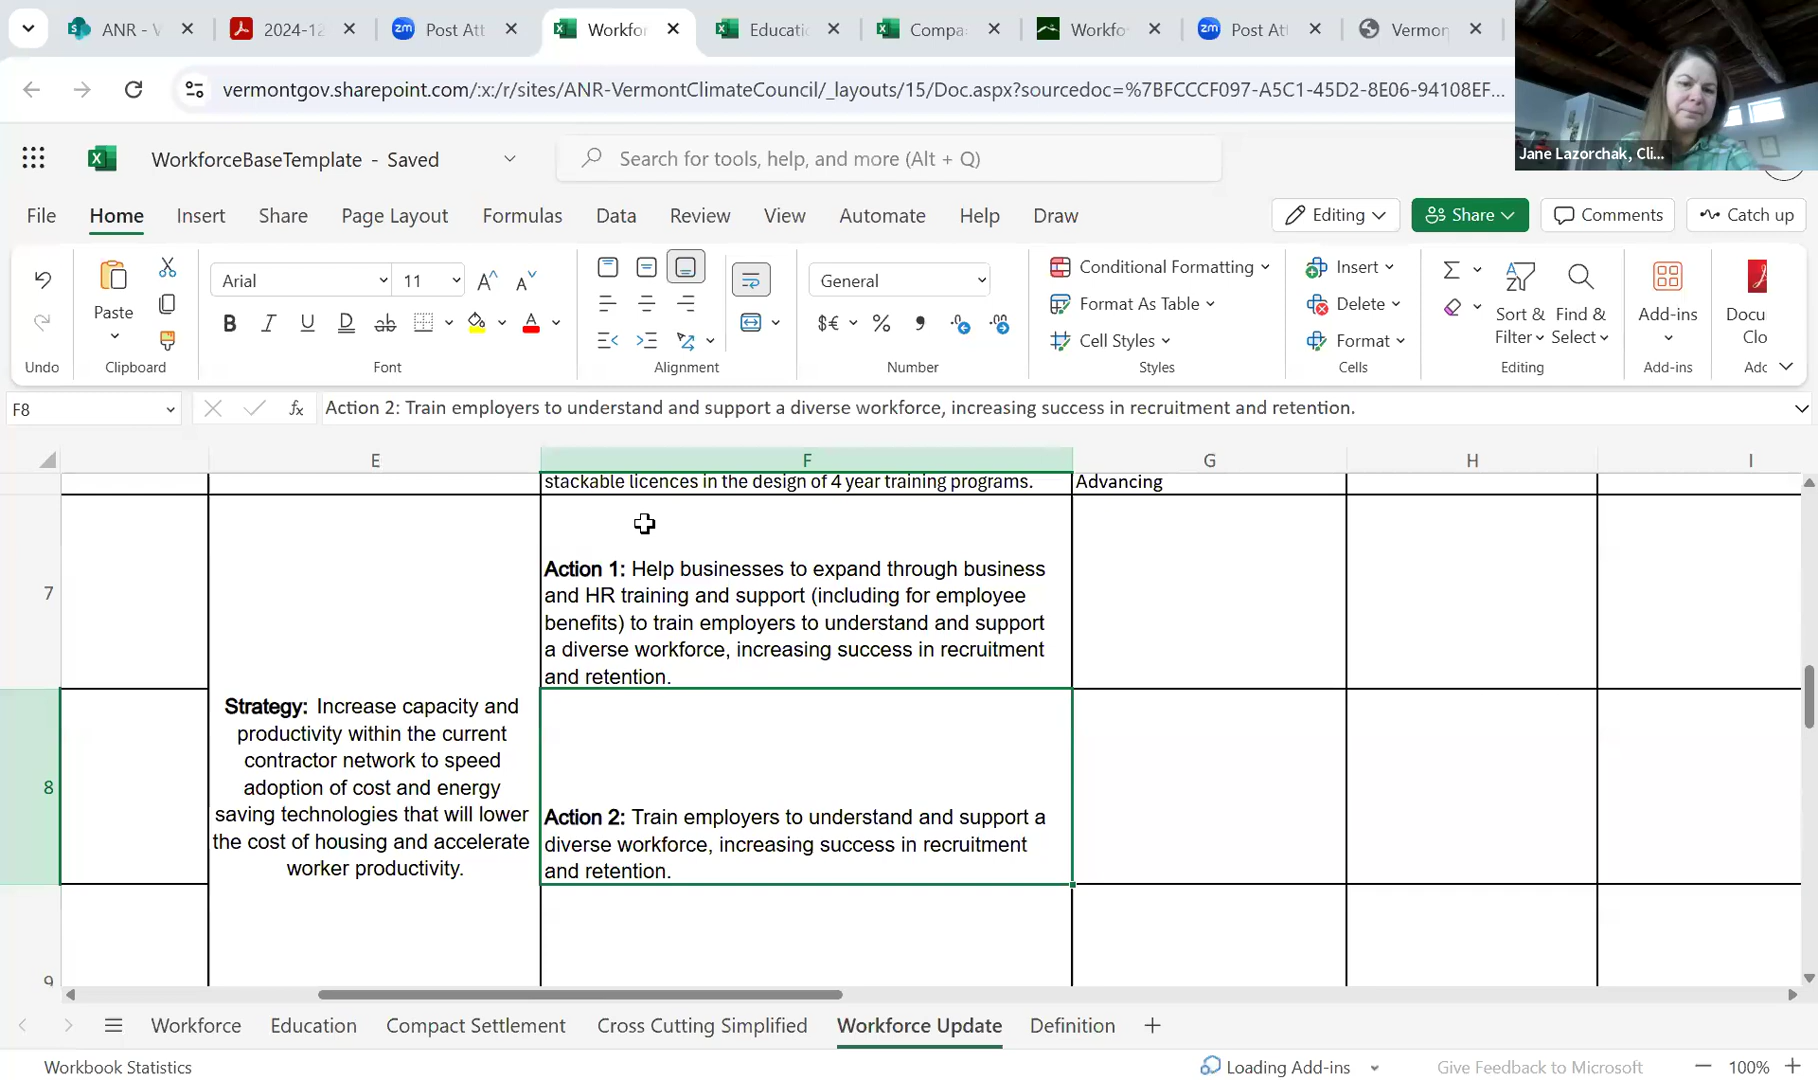 ANR - V
2024-12
Post Att
Workfor
Educatio
Compa
Workfo
Post Att
Vermon
vermontgov.sharepoint.com/:x:/r/sites/ANR-VermontClimateCouncil/_layouts/15/Doc.aspx?sourcedoc=%7BFCCCF097-A5C1-45D2-8E06-94108EF...
Jane Lazorchak, Cli...
WorkforceBaseTemplate - Saved
Search for tools, help, and more (Alt + Q)
File Home Insert Share Page Layout Formulas Data Review View Automate Help Draw
Editing Share Comments Catch up
Paste
Arial 11
General
Conditional Formatting
Format As Table
Cell Styles
Insert
Delete
Format
Sort & Filter
Find & Select
Add-ins
Docu
Clo
Undo Clipboard Font Alignment Number Styles Cells Editing Add-ins Adc
F8
fx
Action 2: Train employers to understand and support a diverse workforce, increasing success in recruitment and retention.
E F G H I
stackable licences in the design of 4 year training programs.
Advancing
7
Action 1: Help businesses to expand through business
and HR training and support (including for employee
benefits) to train employers to understand and support
a diverse workforce, increasing success in recruitment
and retention.
8
Strategy: Increase capacity and
productivity within the current
contractor network to speed
adoption of cost and energy
saving technologies that will lower
the cost of housing and accelerate
worker productivity.
Action 2: Train employers to understand and support a
diverse workforce, increasing success in recruitment
and retention.
9
Workforce Education Compact Settlement Cross Cutting Simplified Workforce Update Definition
Workbook Statistics
Loading Add-ins
Give Feedback to Microsoft
100%